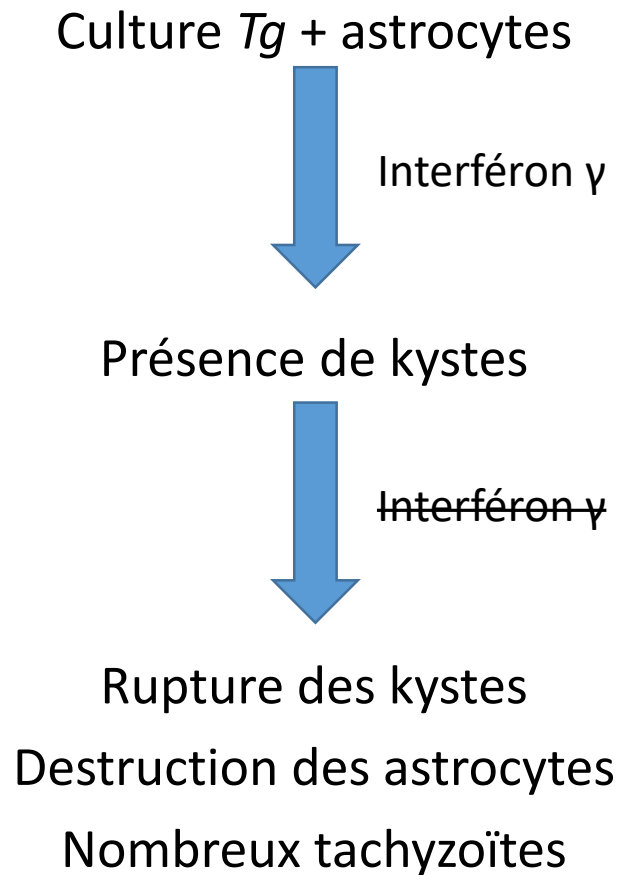 Culture Tg + astrocytes
Interféron γ
Présence de kystes
Interféron γ
Rupture des kystes
Destruction des astrocytes
Nombreux tachyzoïtes